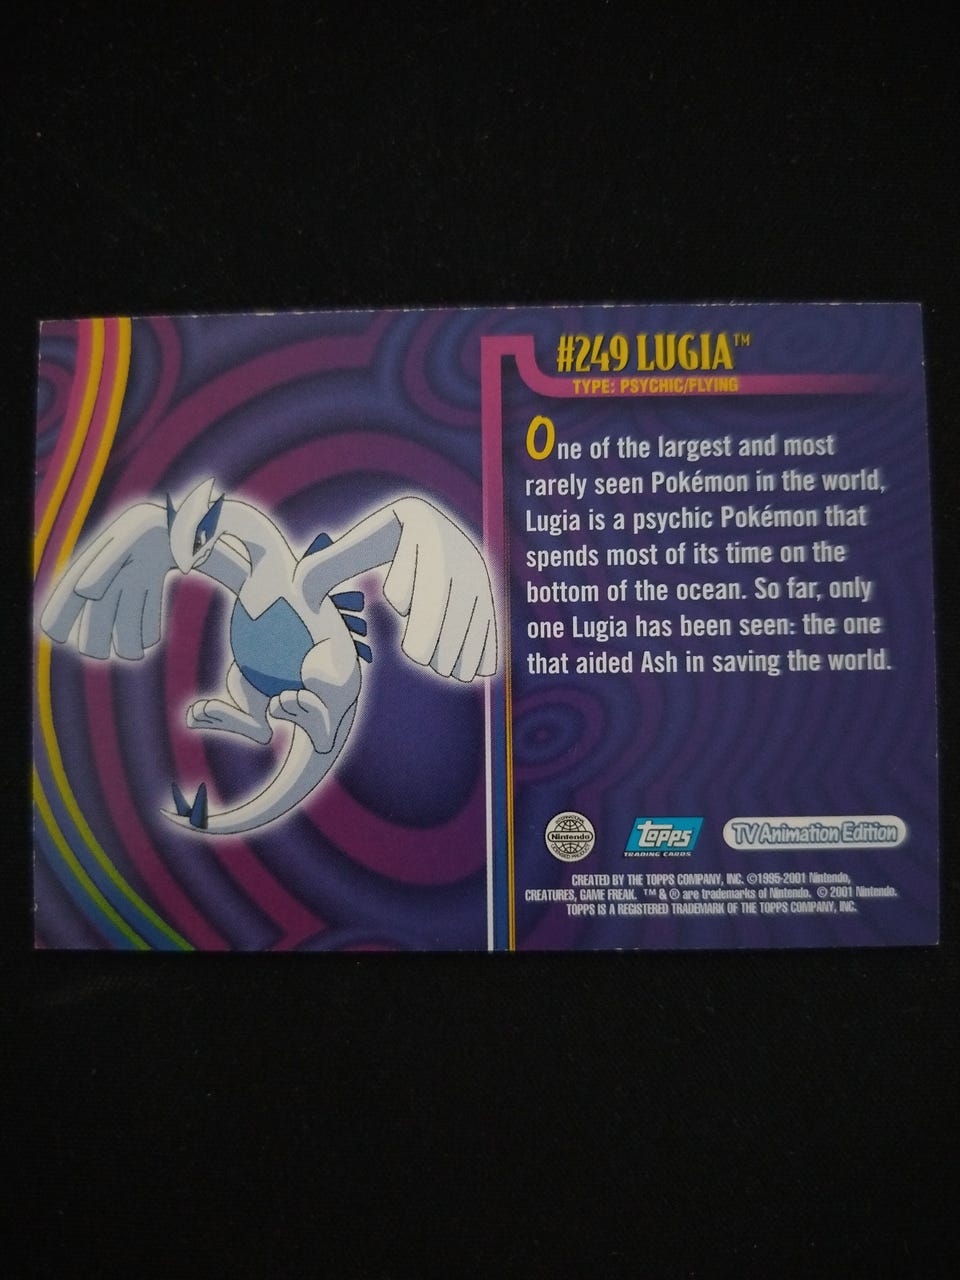 #249 LUGIA™
TYPE: PSYCHIC/FLYING
One of the largest and most
rarely seen Pokémon in the world,
Lugia is a psychic Pokémon that
spends most of its time on the
bottom of the ocean. So far, only
one Lugia has been seen: the one
that aided Ash in saving the world.
Nintendo
Topps
TRADING CARDS
TV Animation Edition
CREATED BY THE TOPPS COMPANY, INC. ©1995-2001 Nintendo,
CREATURES, GAME FREAK. ™ & ® are trademarks of Nintendo. © 2001 Nintendo.
TOPPS IS A REGISTERED TRADEMARK OF THE TOPPS COMPANY, INC.